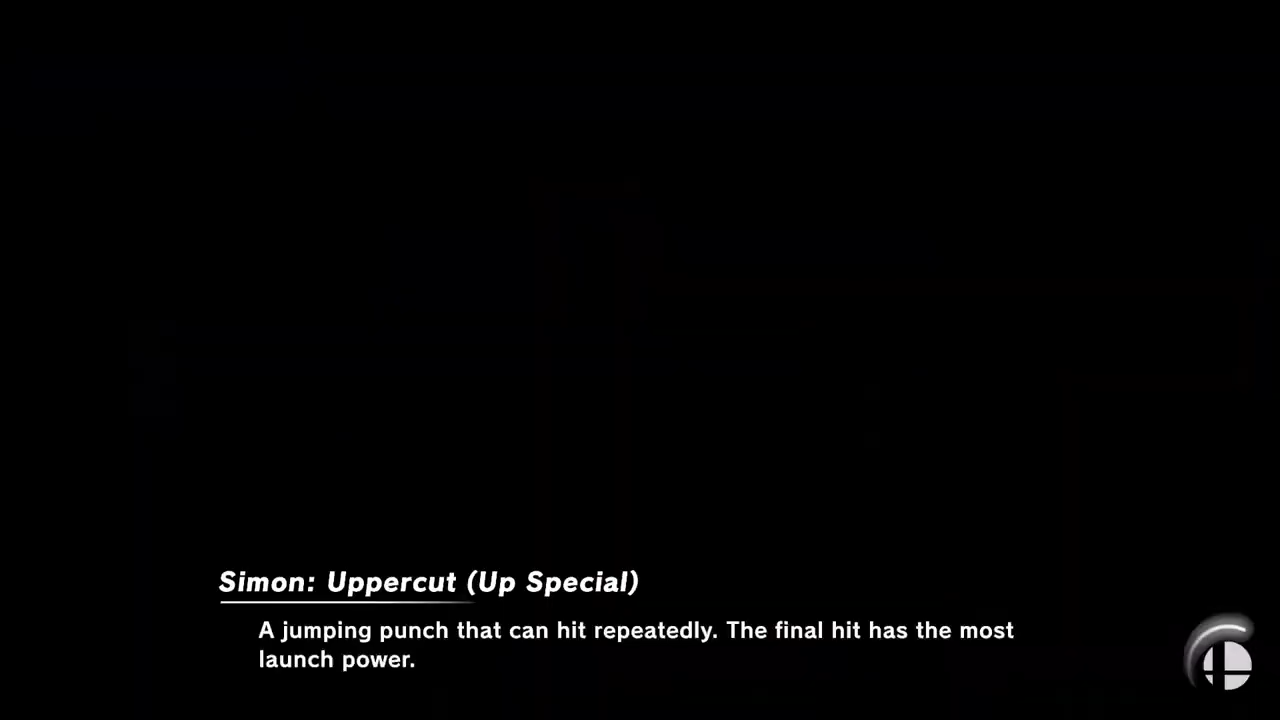 Simon: Uppercut (Up Special)
A jumping punch that can hit repeatedly. The final hit has the most
launch power.